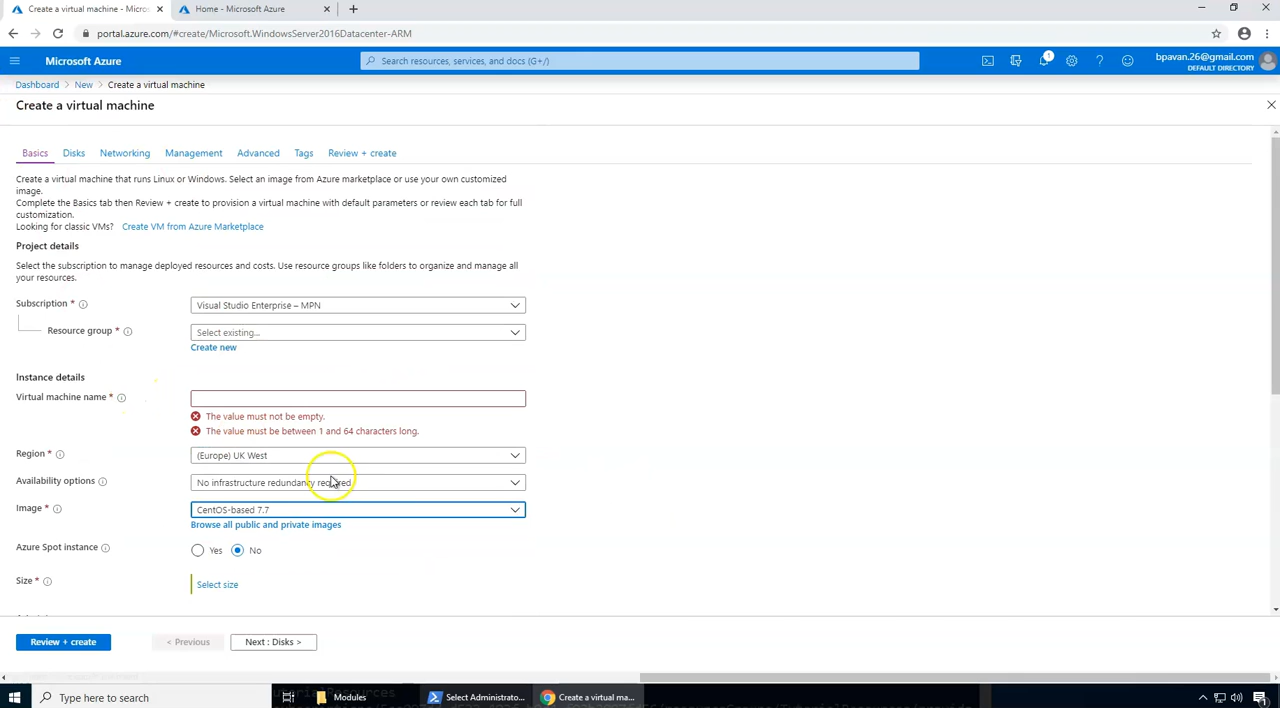 Create a virtual machine - Micros
Home - Microsoft Azure
portal.azure.com/#create/Microsoft.WindowsServer2016Datacenter-ARM
Microsoft Azure
Search resources, services, and docs (G+/)
1
bpavan.26@gmail.com
DEFAULT DIRECTORY
Dashboard > New > Create a virtual machine
Create a virtual machine
Basics Disks Networking Management Advanced Tags Review + create
Create a virtual machine that runs Linux or Windows. Select an image from Azure marketplace or use your own customized
image.
Complete the Basics tab then Review + create to provision a virtual machine with default parameters or review each tab for full
customization.
Looking for classic VMs? Create VM from Azure Marketplace
Project details
Select the subscription to manage deployed resources and costs. Use resource groups like folders to organize and manage all
your resources.
Subscription *
Visual Studio Enterprise – MPN
Resource group *
Select existing...
Create new
Instance details
Virtual machine name *
The value must not be empty.
The value must be between 1 and 64 characters long.
Region *
(Europe) UK West
Availability options
No infrastructure redundancy required
Image *
CentOS-based 7.7
Browse all public and private images
Azure Spot instance
Yes No
Size *
Select size
Review + create
< Previous
Next : Disks >
Type here to search
Modules
Select Administrato...
Create a virtual ma...